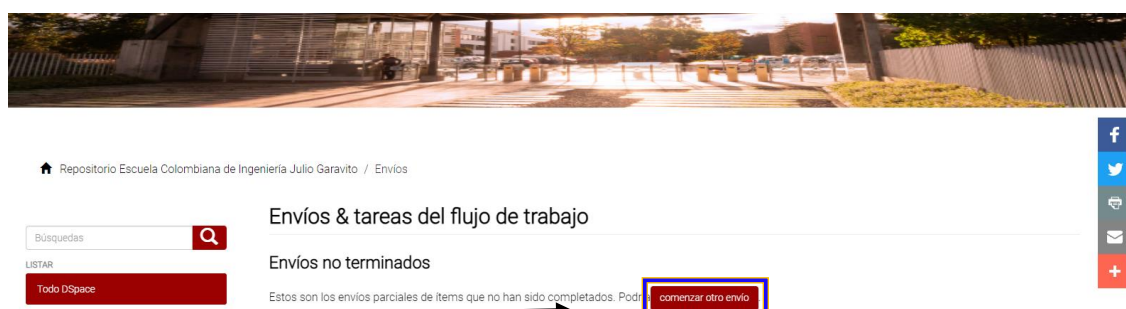 Repositorio Escuela Colombiana de Ingeniería Julio Garavito / Envíos
Envíos & tareas del flujo de trabajo
Búsquedas
LISTAR
Todo DSpace
Envíos no terminados
Estos son los envíos parciales de ítems que no han sido completados. comenzar otro envío